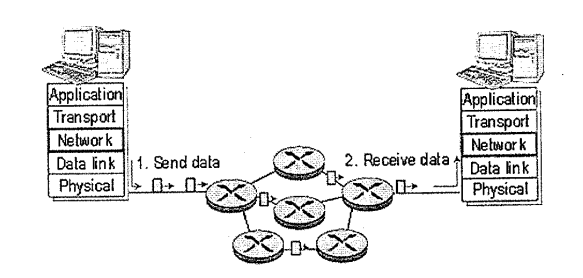 Application
Transport
Network
Data link
Physical
1. Send data
2. Receive data
Application
Transport
Network
Data link
Physical